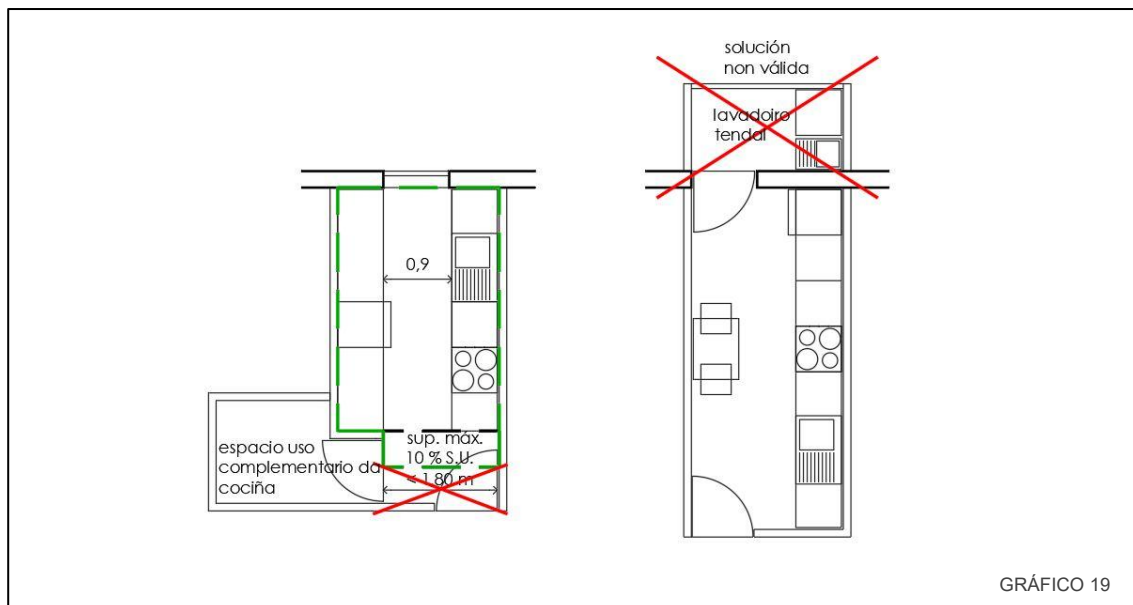 solución
non válida
lavadoiro
tendal
0,9
sup. máx.
10 % S.U.
< 1,80 m
espacio uso
complementario da
cociña
GRÁFICO 19